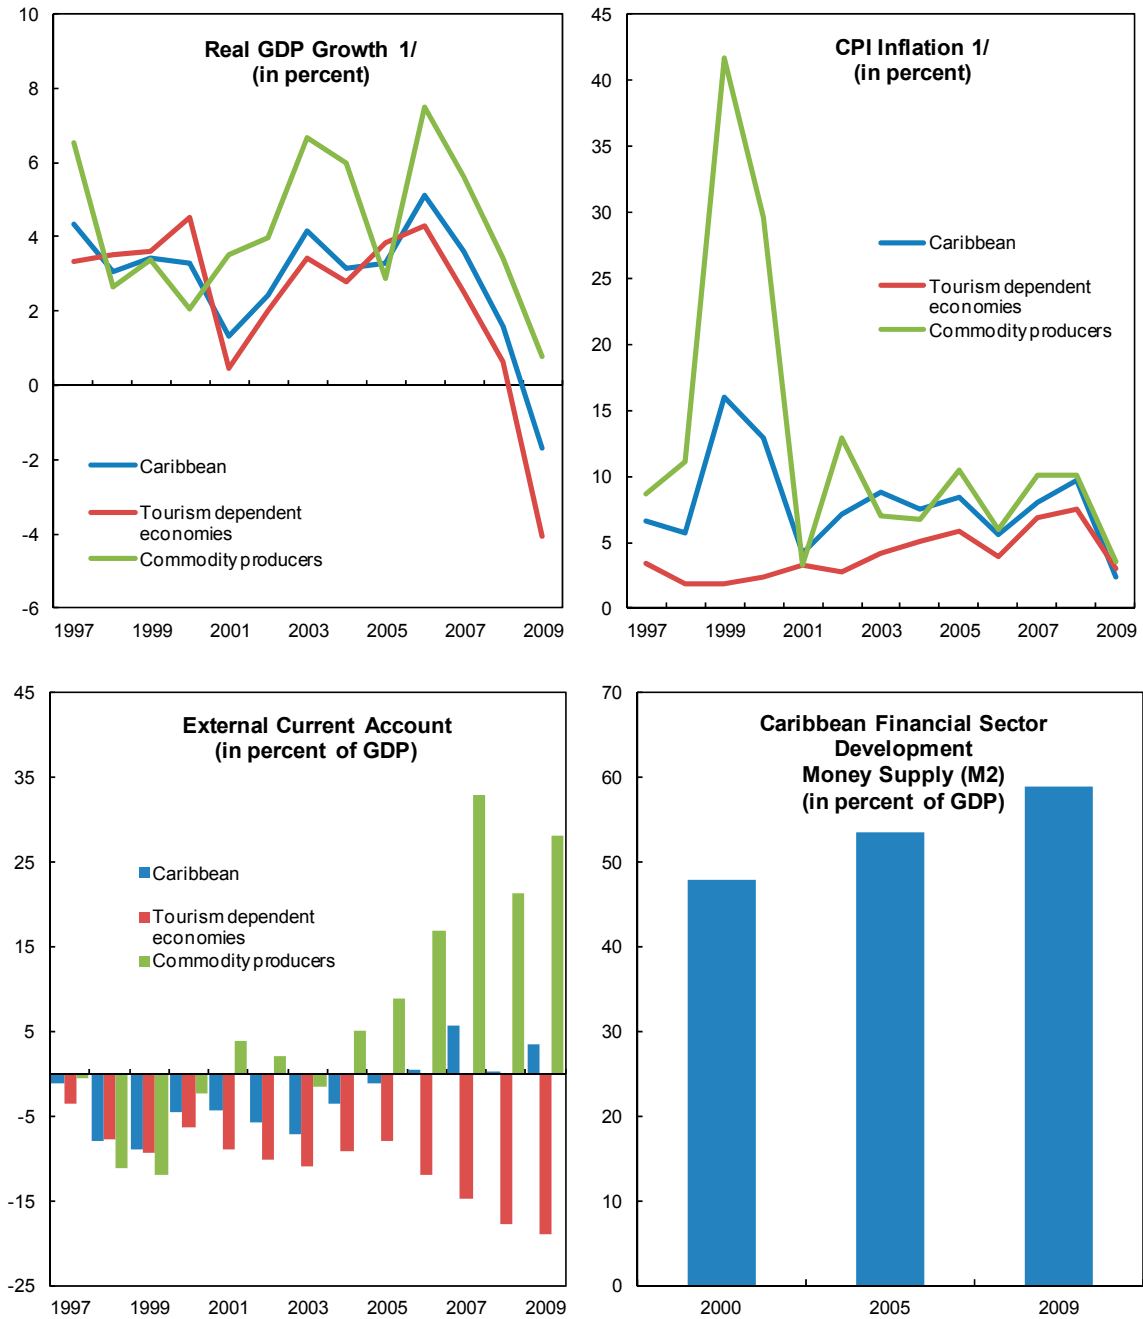 Real GDP Growth 1/
(in percent)
10
8
6
4
2
0
-2
-4
-6
Caribbean
Tourism dependent
economies
Commodity producers
1997
1999
2001
2003
2005
2007
2009
CPI Inflation 1/
(in percent)
45
40
35
30
25
20
15
10
5
0
Caribbean
Tourism dependent
economies
Commodity producers
1997
1999
2001
2003
2005
2007
2009
External Current Account
(in percent of GDP)
45
35
25
15
5
-5
-15
-25
Caribbean
Tourism dependent
economies
Commodity producers
1997
1999
2001
2003
2005
2007
2009
Caribbean Financial Sector
Development
Money Supply (M2)
(in percent of GDP)
70
60
50
40
30
20
10
0
2000
2005
2009